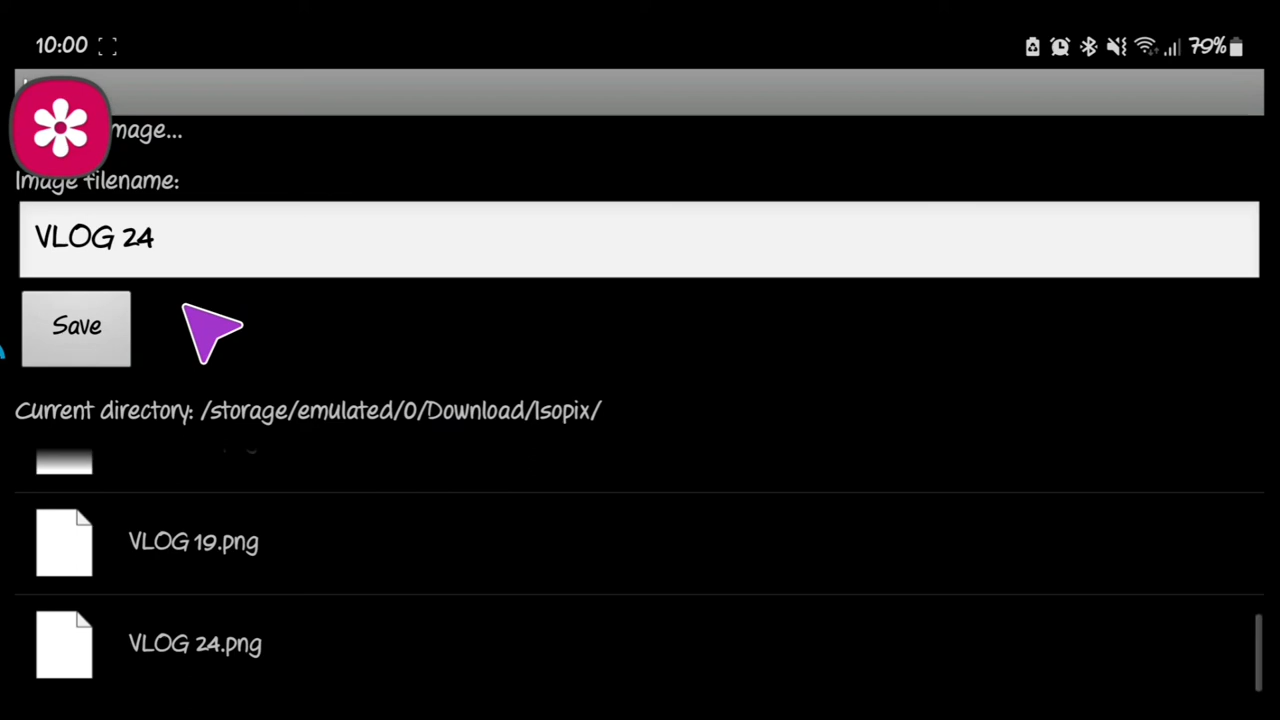 10:00 79%
mage...
Image filename:
VLOG 24
Save
Current directory: /storage/emulated/0/Download/Isopix/
VLOG 19.png
VLOG 24.png